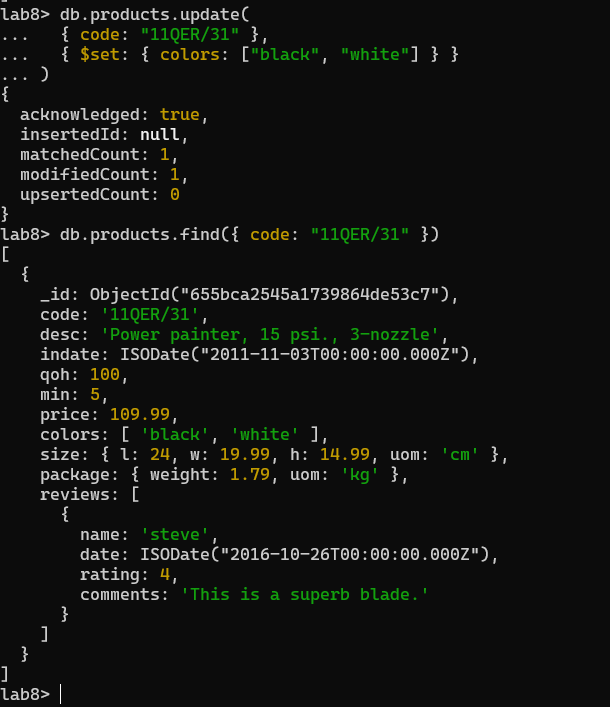 lab8> db.products.update(
...   { code: "11QER/31" },
...   { $set: { colors: ["black", "white"] } }
... )
{
  acknowledged: true,
  insertedId: null,
  matchedCount: 1,
  modifiedCount: 1,
  upsertedCount: 0
}
lab8> db.products.find({ code: "11QER/31" })
[
  {
    _id: ObjectId("655bca2545a1739864de53c7"),
    code: '11QER/31',
    desc: 'Power painter, 15 psi., 3-nozzle',
    indate: ISODate("2011-11-03T00:00:00.000Z"),
    qoh: 100,
    min: 5,
    price: 109.99,
    colors: [ 'black', 'white' ],
    size: { l: 24, w: 19.99, h: 14.99, uom: 'cm' },
    package: { weight: 1.79, uom: 'kg' },
    reviews: [
      {
        name: 'steve',
        date: ISODate("2016-10-26T00:00:00.000Z"),
        rating: 4,
        comments: 'This is a superb blade.'
      }
    ]
  }
]
lab8>